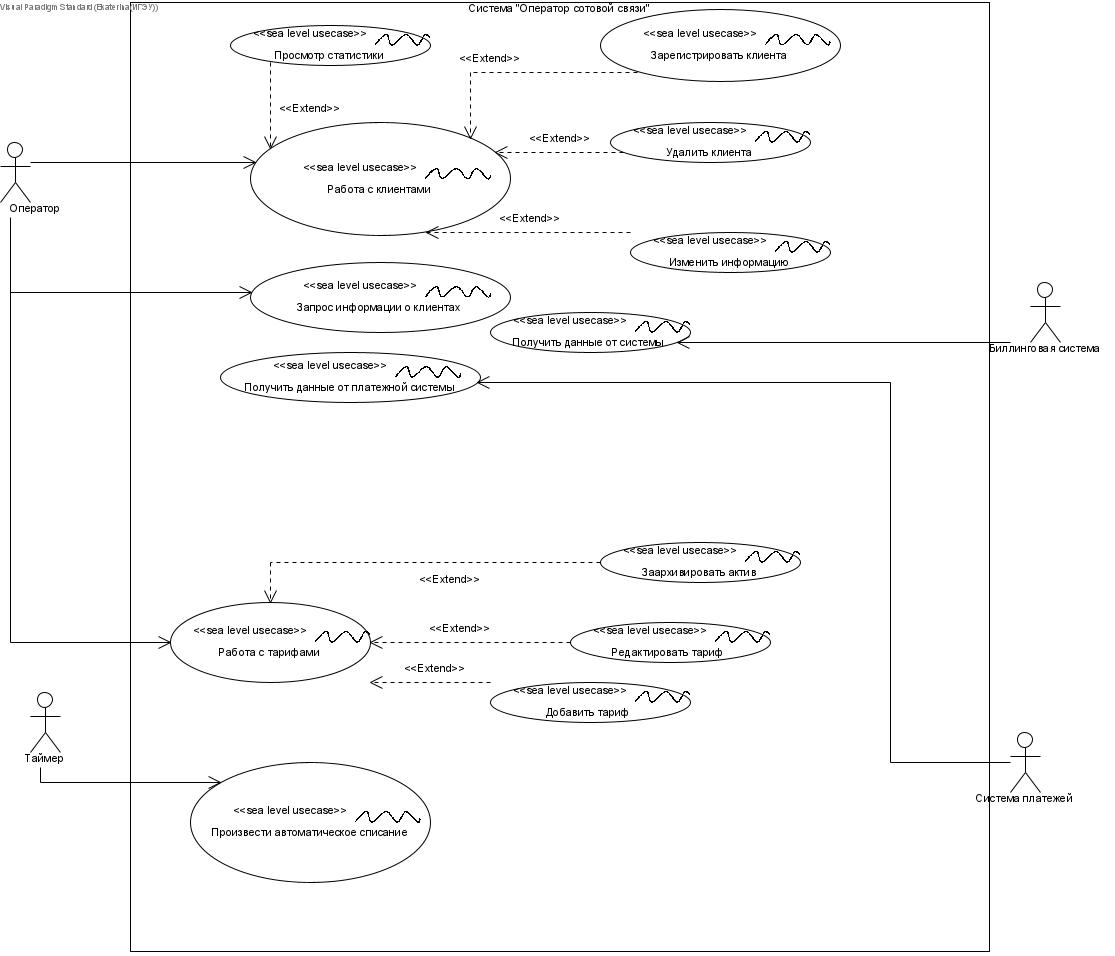 Visual Paradigm Standard (Ekaterina(ИГЭУ))
Система "Оператор сотовой связи"
<<sea level usecase>>
Просмотр статистики
<<sea level usecase>>
Зарегистрировать клиента
<<Extend>>
<<Extend>>
<<sea level usecase>>
Удалить клиента
<<Extend>>
<<sea level usecase>>
Работа с клиентами
Оператор
<<Extend>>
<<sea level usecase>>
Изменить информацию
<<sea level usecase>>
Запрос информации о клиентах
<<sea level usecase>>
Получить данные от системы
Биллинговая система
<<sea level usecase>>
Получить данные от платежной системы
<<sea level usecase>>
Заархивировать актив
<<Extend>>
<<sea level usecase>>
Работа с тарифами
<<Extend>>
<<sea level usecase>>
Редактировать тариф
<<Extend>>
<<sea level usecase>>
Добавить тариф
Таймер
<<sea level usecase>>
Произвести автоматическое списание
Система платежей